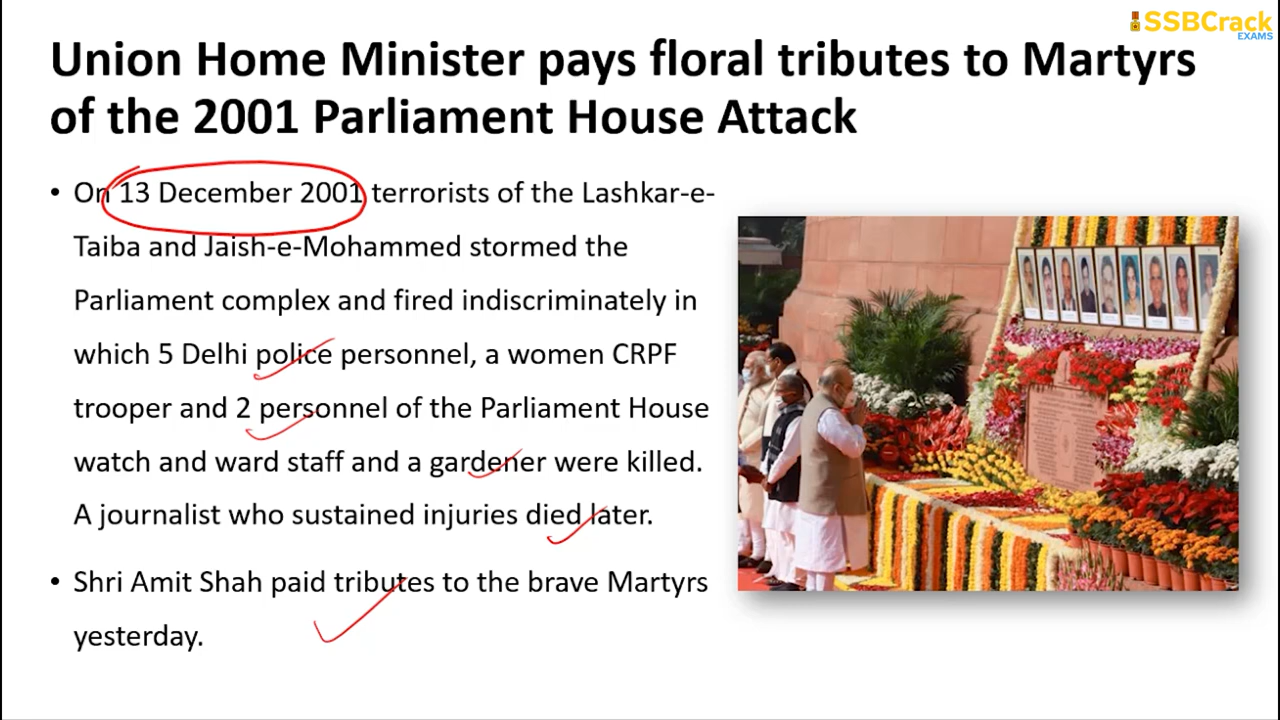 SSBCrack
EXAMS
Union Home Minister pays floral tributes to Martyrs
of the 2001 Parliament House Attack
• On 13 December 2001 terrorists of the Lashkar-e-
Taiba and Jaish-e-Mohammed stormed the
Parliament complex and fired indiscriminately in
which 5 Delhi police personnel, a women CRPF
trooper and 2 personnel of the Parliament House
watch and ward staff and a gardener were killed.
A journalist who sustained injuries died later.
• Shri Amit Shah paid tributes to the brave Martyrs
yesterday.